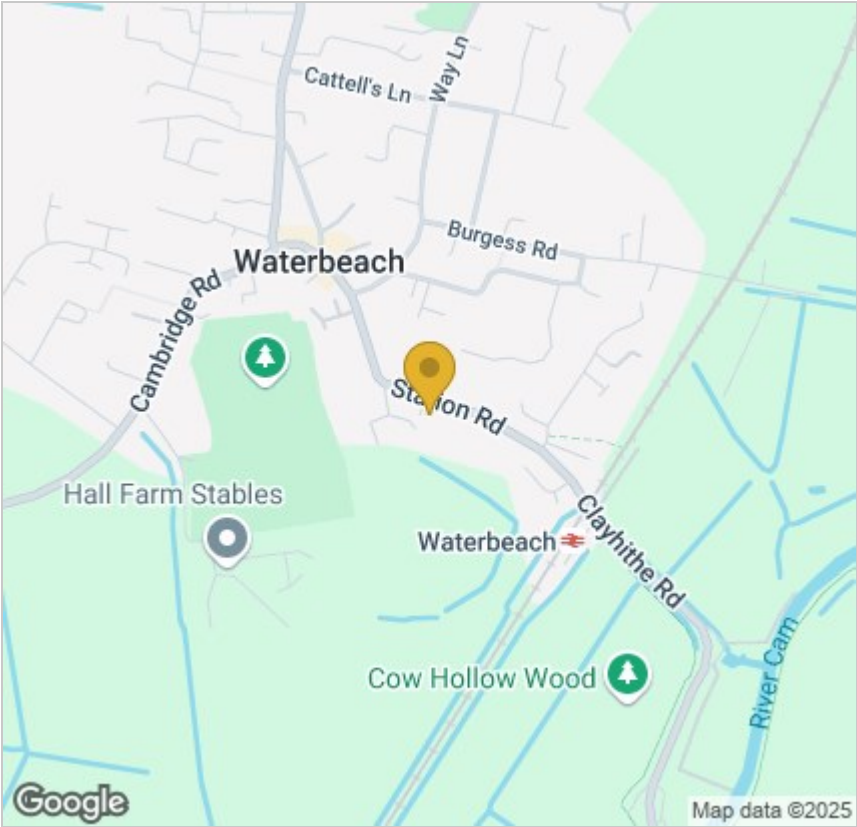 Cattell's Ln
Way Ln
Burgess Rd
Waterbeach
Cambridge Rd
Station Rd
Hall Farm Stables
Waterbeach
Clayhithe Rd
Cow Hollow Wood
River Cam
Google
Map data ©2025